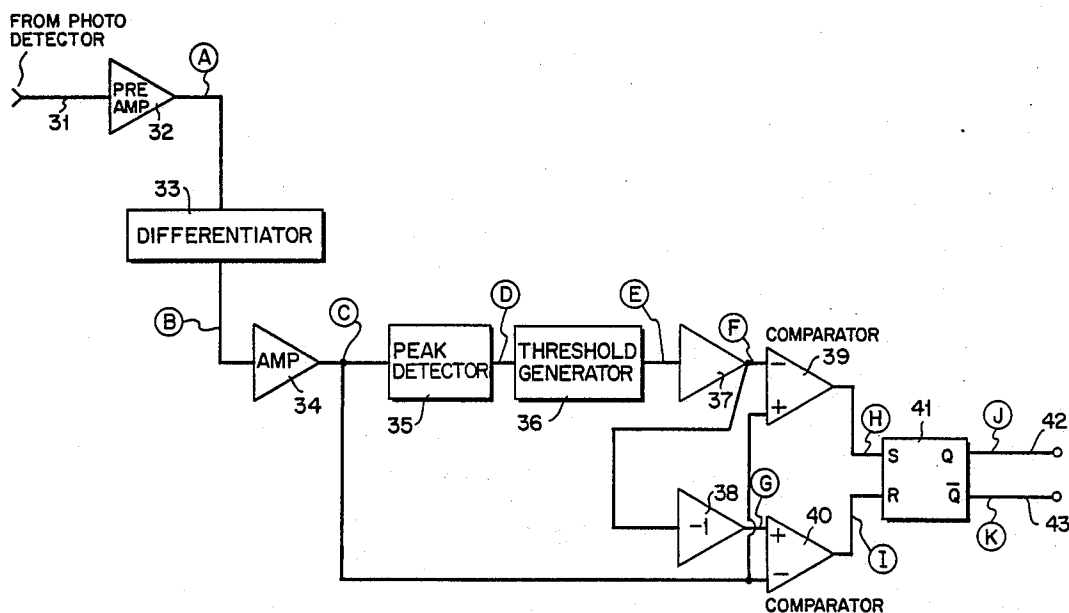 FROM PHOTO
DETECTOR
A
PRE
AMP
31
32
33
DIFFERENTIATOR
B
C
D
E
F
COMPARATOR
39
AMP
34
PEAK
DETECTOR
35
THRESHOLD
GENERATOR
36
37
−
+
H
41
J
42
S
Q
R
Q̅
K
43
38
−1
G
40
+
−
I
COMPARATOR